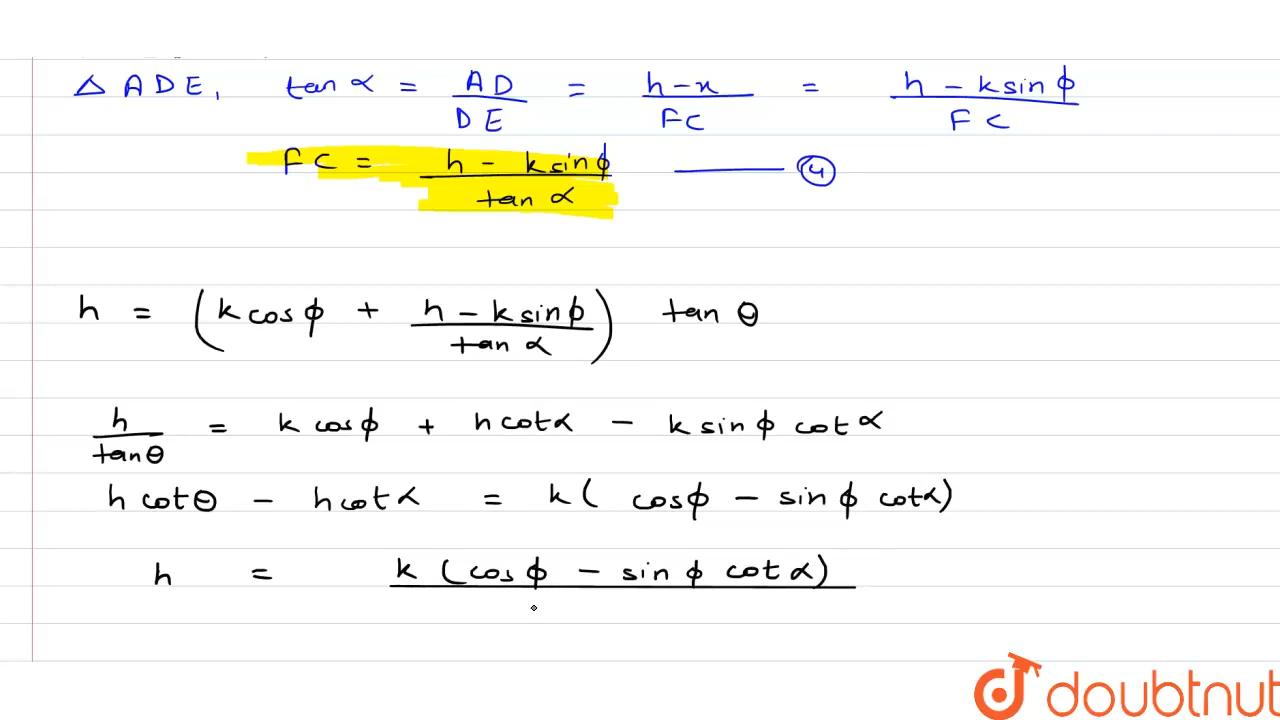 △ ADE, tan α = AD/DE = h-x/FC = h - k sin ϕ/FC
FC = h - k sin ϕ/tan α ——— ④
h = (k cos ϕ + h - k sin ϕ/tan α) tan θ
h/tan θ = k cos ϕ + h cot α - k sin ϕ cot α
h cot θ - h cot α = k ( cos ϕ - sin ϕ cot α)
h = k (cos ϕ - sin ϕ cot α)
doubtnut